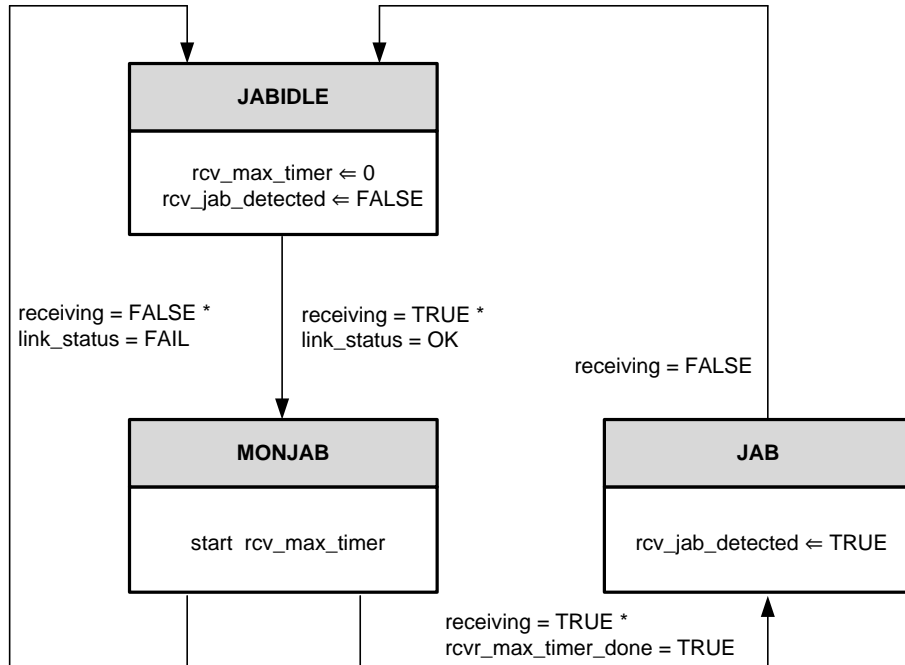 JABIDLE
rcv_max_timer ⇐ 0
rcv_jab_detected ⇐ FALSE
receiving = FALSE *
link_status = FAIL
receiving = TRUE *
link_status = OK
receiving = FALSE
MONJAB
start rcv_max_timer
JAB
rcv_jab_detected ⇐ TRUE
receiving = TRUE *
rcvr_max_timer_done = TRUE